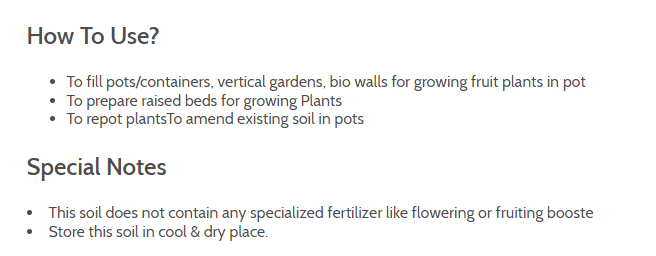 How To Use?
• To fill pots/containers, vertical gardens, bio walls for growing fruit plants in pot
• To prepare raised beds for growing Plants
• To repot plantsTo amend existing soil in pots
Special Notes
• This soil does not contain any specialized fertilizer like flowering or fruiting booste
• Store this soil in cool & dry place.